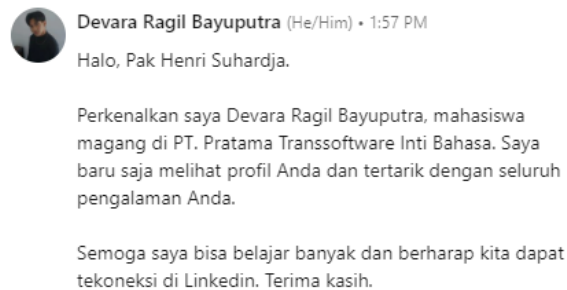 Devara Ragil Bayuputra (He/Him) • 1:57 PM
Halo, Pak Henri Suhardja.
Perkenalkan saya Devara Ragil Bayuputra, mahasiswa
magang di PT. Pratama Transsoftware Inti Bahasa. Saya
baru saja melihat profil Anda dan tertarik dengan seluruh
pengalaman Anda.
Semoga saya bisa belajar banyak dan berharap kita dapat
tekoneksi di Linkedin. Terima kasih.